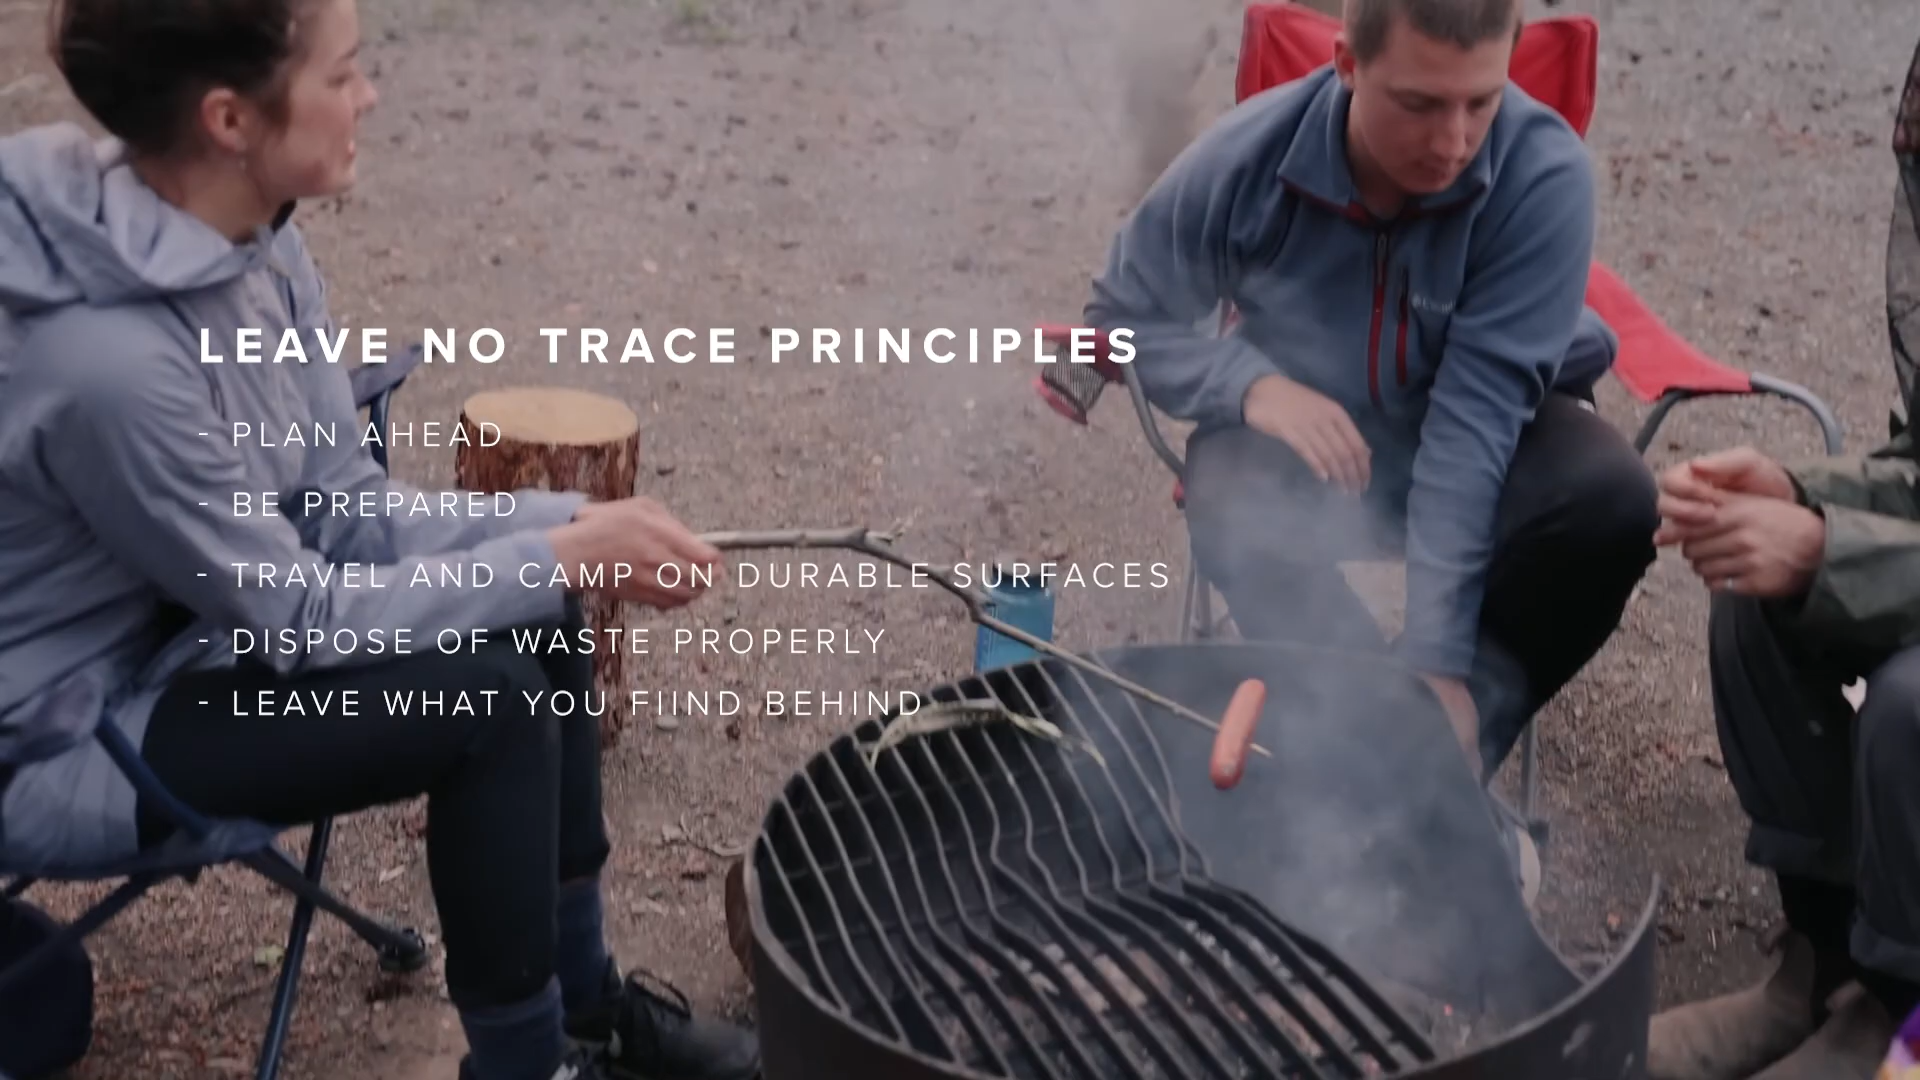 LEAVE NO TRACE PRINCIPLES
- PLAN AHEAD
- BE PREPARED
- TRAVEL AND CAMP ON DURABLE SURFACES
- DISPOSE OF WASTE PROPERLY
- LEAVE WHAT YOU FIIND BEHIND